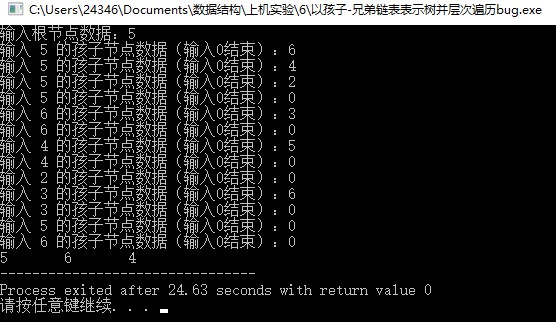 C:\Users\24346\Documents\数据结构\上机实验\6\以孩子-兄弟链表表示树并层次遍历bug.exe
输入根节点数据：5
输入 5 的孩子节点数据（输入0结束）：6
输入 5 的孩子节点数据（输入0结束）：4
输入 5 的孩子节点数据（输入0结束）：2
输入 5 的孩子节点数据（输入0结束）：0
输入 6 的孩子节点数据（输入0结束）：3
输入 6 的孩子节点数据（输入0结束）：0
输入 4 的孩子节点数据（输入0结束）：5
输入 4 的孩子节点数据（输入0结束）：0
输入 2 的孩子节点数据（输入0结束）：0
输入 3 的孩子节点数据（输入0结束）：6
输入 3 的孩子节点数据（输入0结束）：0
输入 5 的孩子节点数据（输入0结束）：0
输入 6 的孩子节点数据（输入0结束）：0
5       6       4
--------------------------------
Process exited after 24.63 seconds with return value 0
请按任意键继续. . .